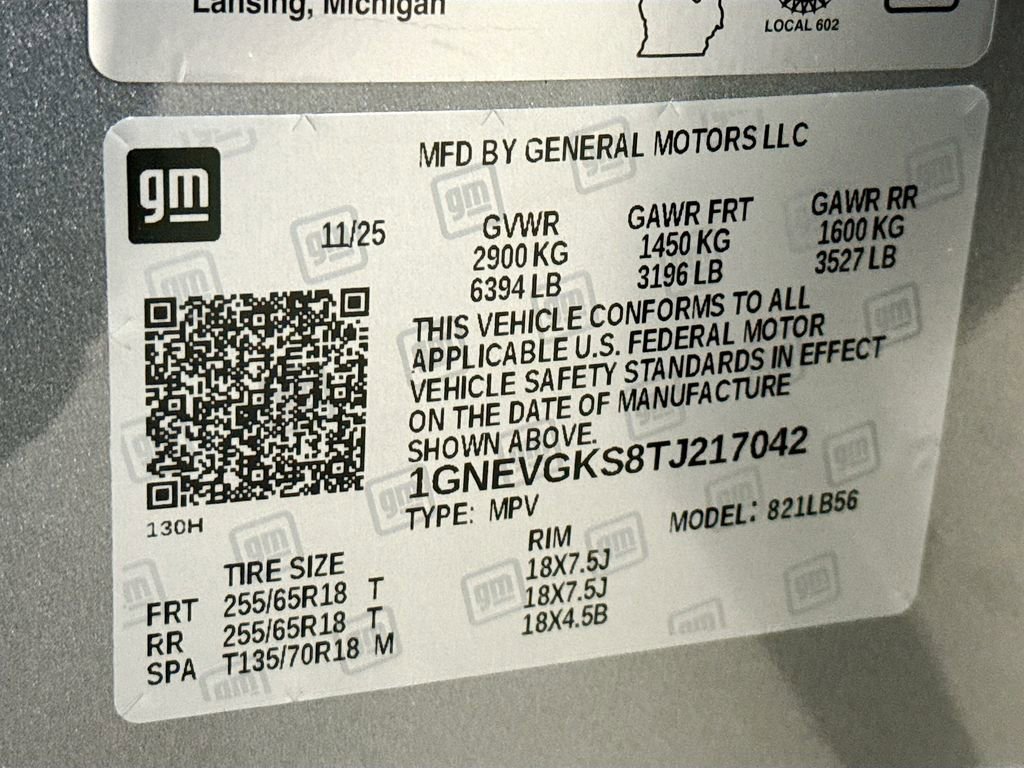 Lansing, Michigan
LOCAL 602
gm
MFD BY GENERAL MOTORS LLC
11/25
GVWR GAWR FRT GAWR RR
2900 KG 1450 KG 1600 KG
6394 LB 3196 LB 3527 LB
THIS VEHICLE CONFORMS TO ALL
APPLICABLE U.S. FEDERAL MOTOR
VEHICLE SAFETY STANDARDS IN EFFECT
ON THE DATE OF MANUFACTURE
SHOWN ABOVE.
1GNEVGKS8TJ217042
130H
TYPE: MPV MODEL: 821LB56
TIRE SIZE RIM
FRT 255/65R18 T 18X7.5J
RR 255/65R18 T 18X7.5J
SPA T135/70R18 M 18X4.5B